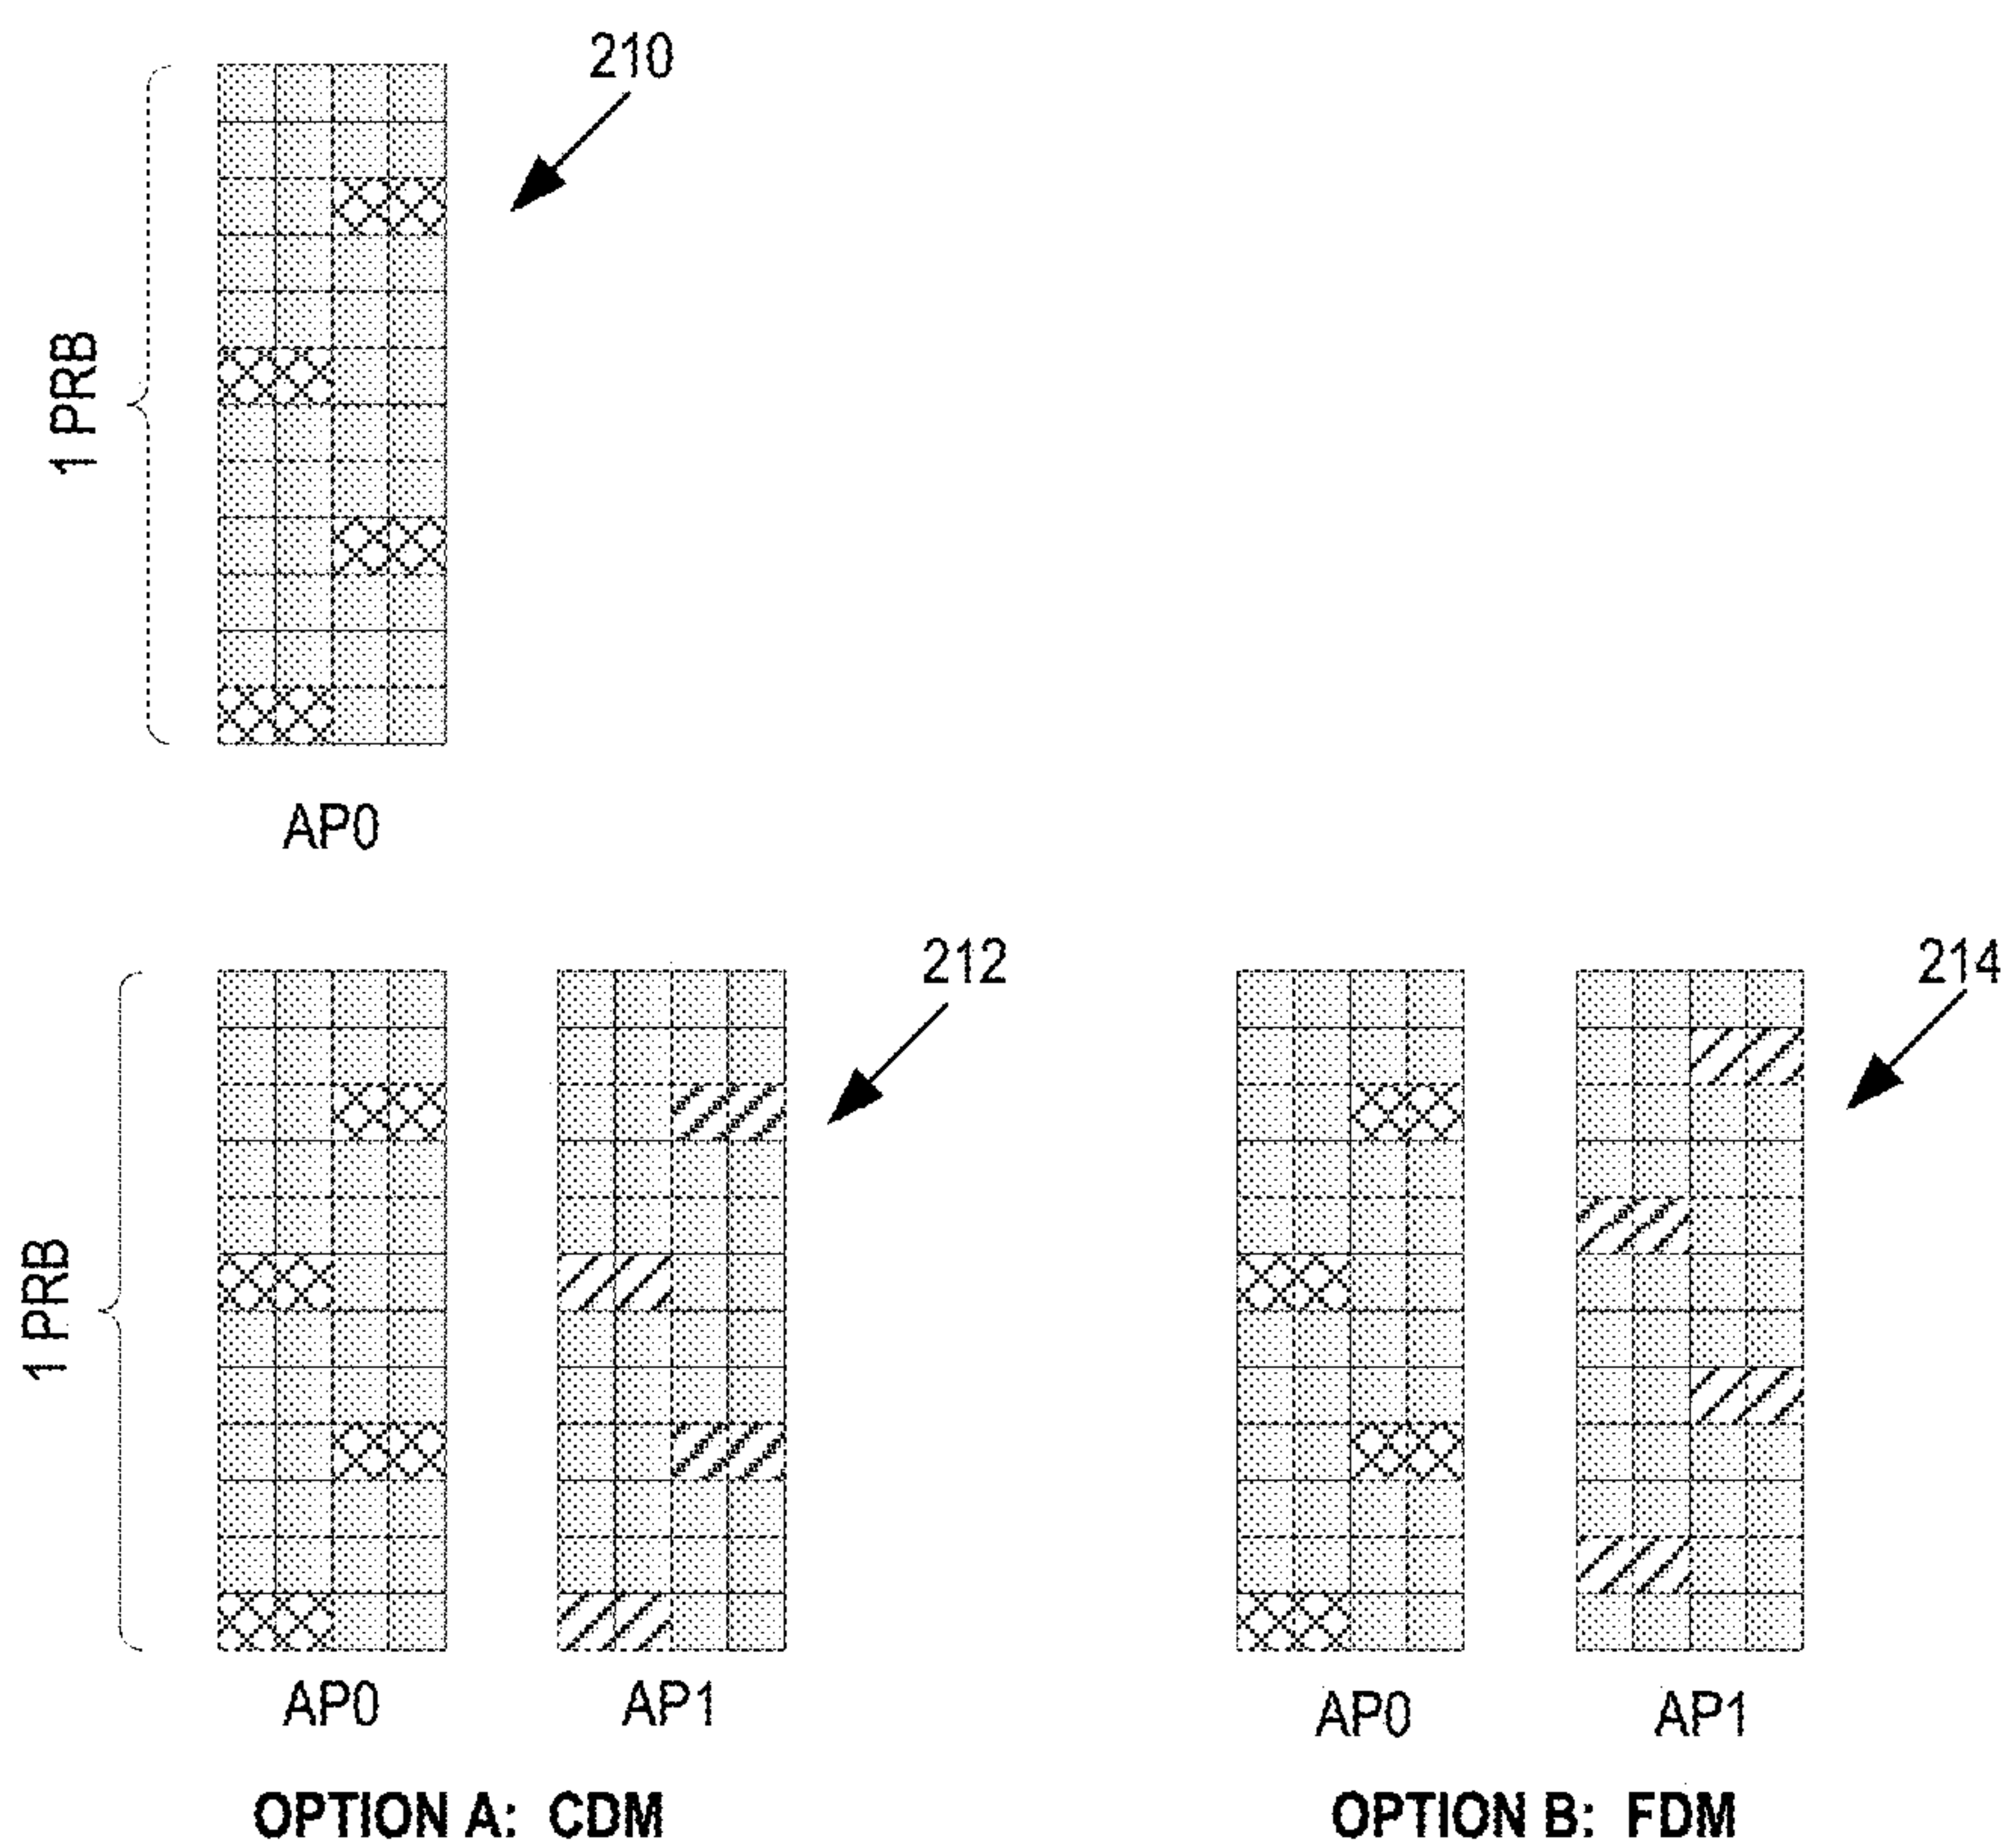 210
1 PRB
AP0
212
214
1 PRB
AP0
AP1
AP0
AP1
OPTION A: CDM
OPTION B: FDM